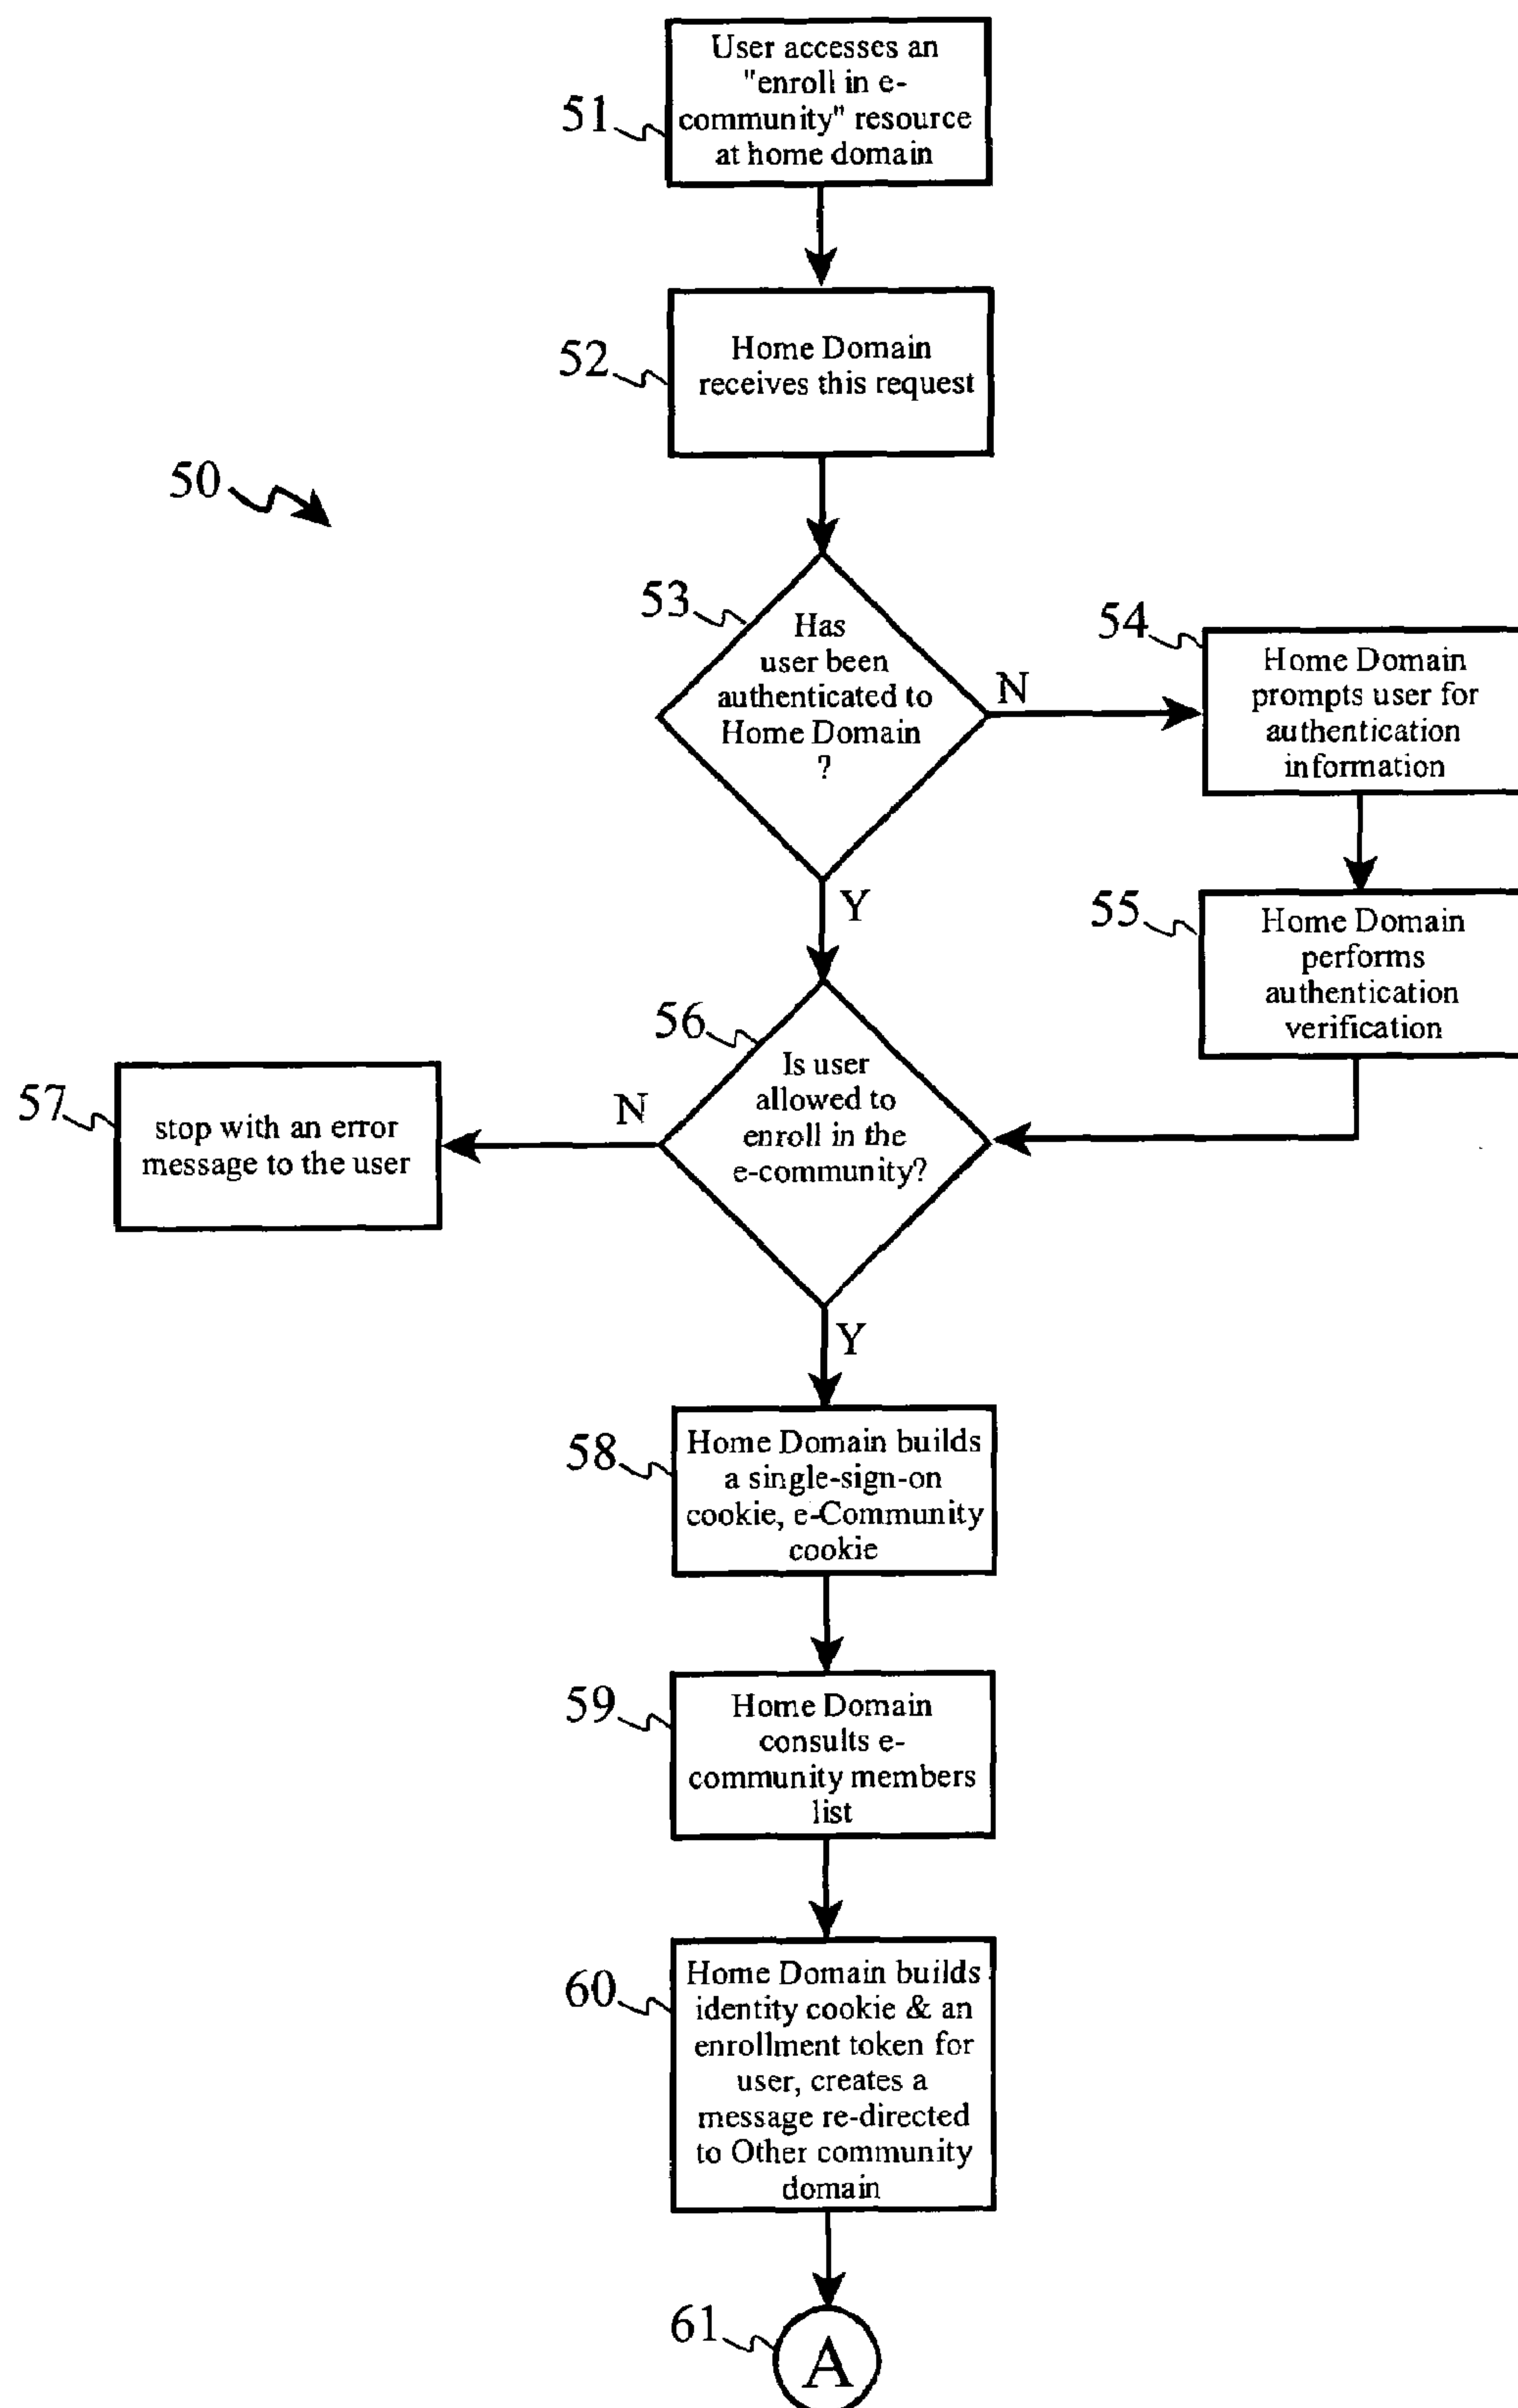 51
User accesses an
"enroll in e-
community" resource
at home domain
52
Home Domain
receives this request
50
53
Has
user been
authenticated to
Home Domain
?
N
54
Home Domain
prompts user for
authentication
information
Y
55
Home Domain
performs
authentication
verification
56
Is user
allowed to
enroll in the
e-community?
N
57
stop with an error
message to the user
Y
58
Home Domain builds
a single-sign-on
cookie, e-Community
cookie
59
Home Domain
consults e-
community members
list
60
Home Domain builds
identity cookie & an
enrollment token for
user, creates a
message re-directed
to Other community
domain
61
A